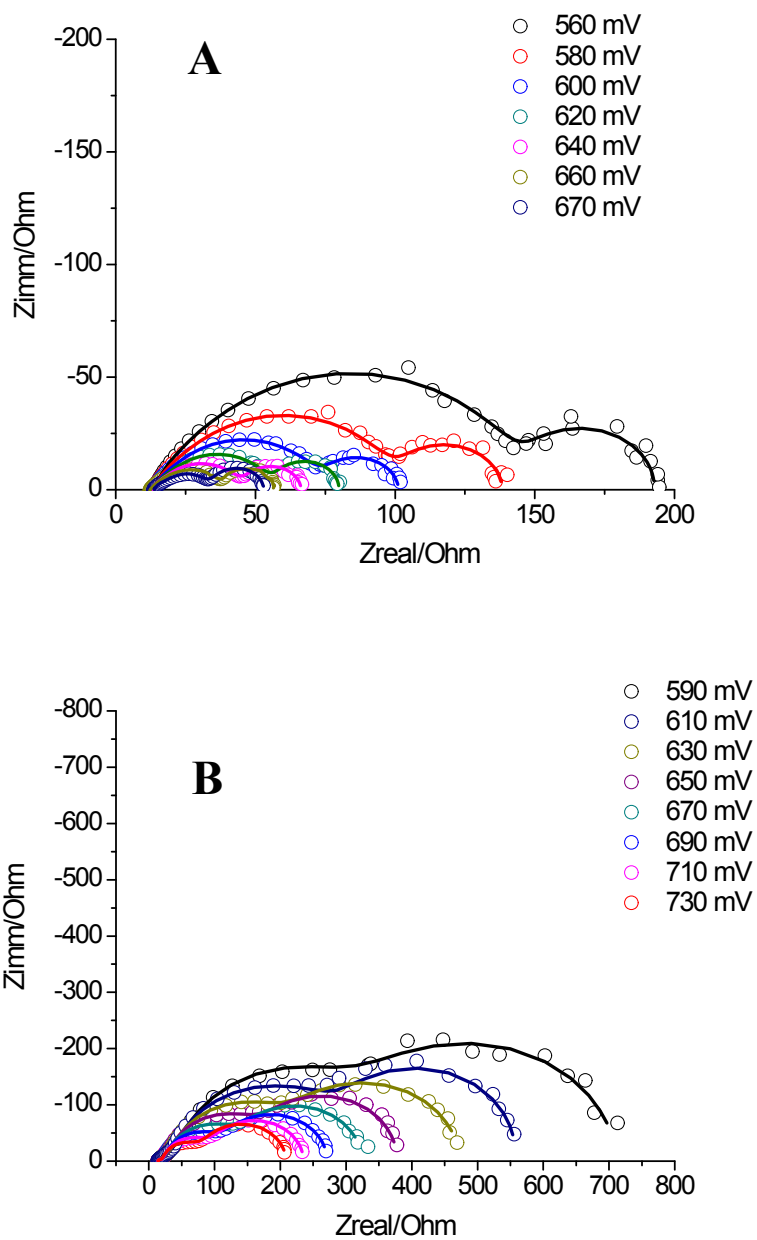 A
560 mV
580 mV
600 mV
620 mV
640 mV
660 mV
670 mV
-200
-150
-100
-50
0
0 50 100 150 200
Zimm/Ohm
Zreal/Ohm
B
590 mV
610 mV
630 mV
650 mV
670 mV
690 mV
710 mV
730 mV
-800
-700
-600
-500
-400
-300
-200
-100
0
0 100 200 300 400 500 600 700 800
Zimm/Ohm
Zreal/Ohm